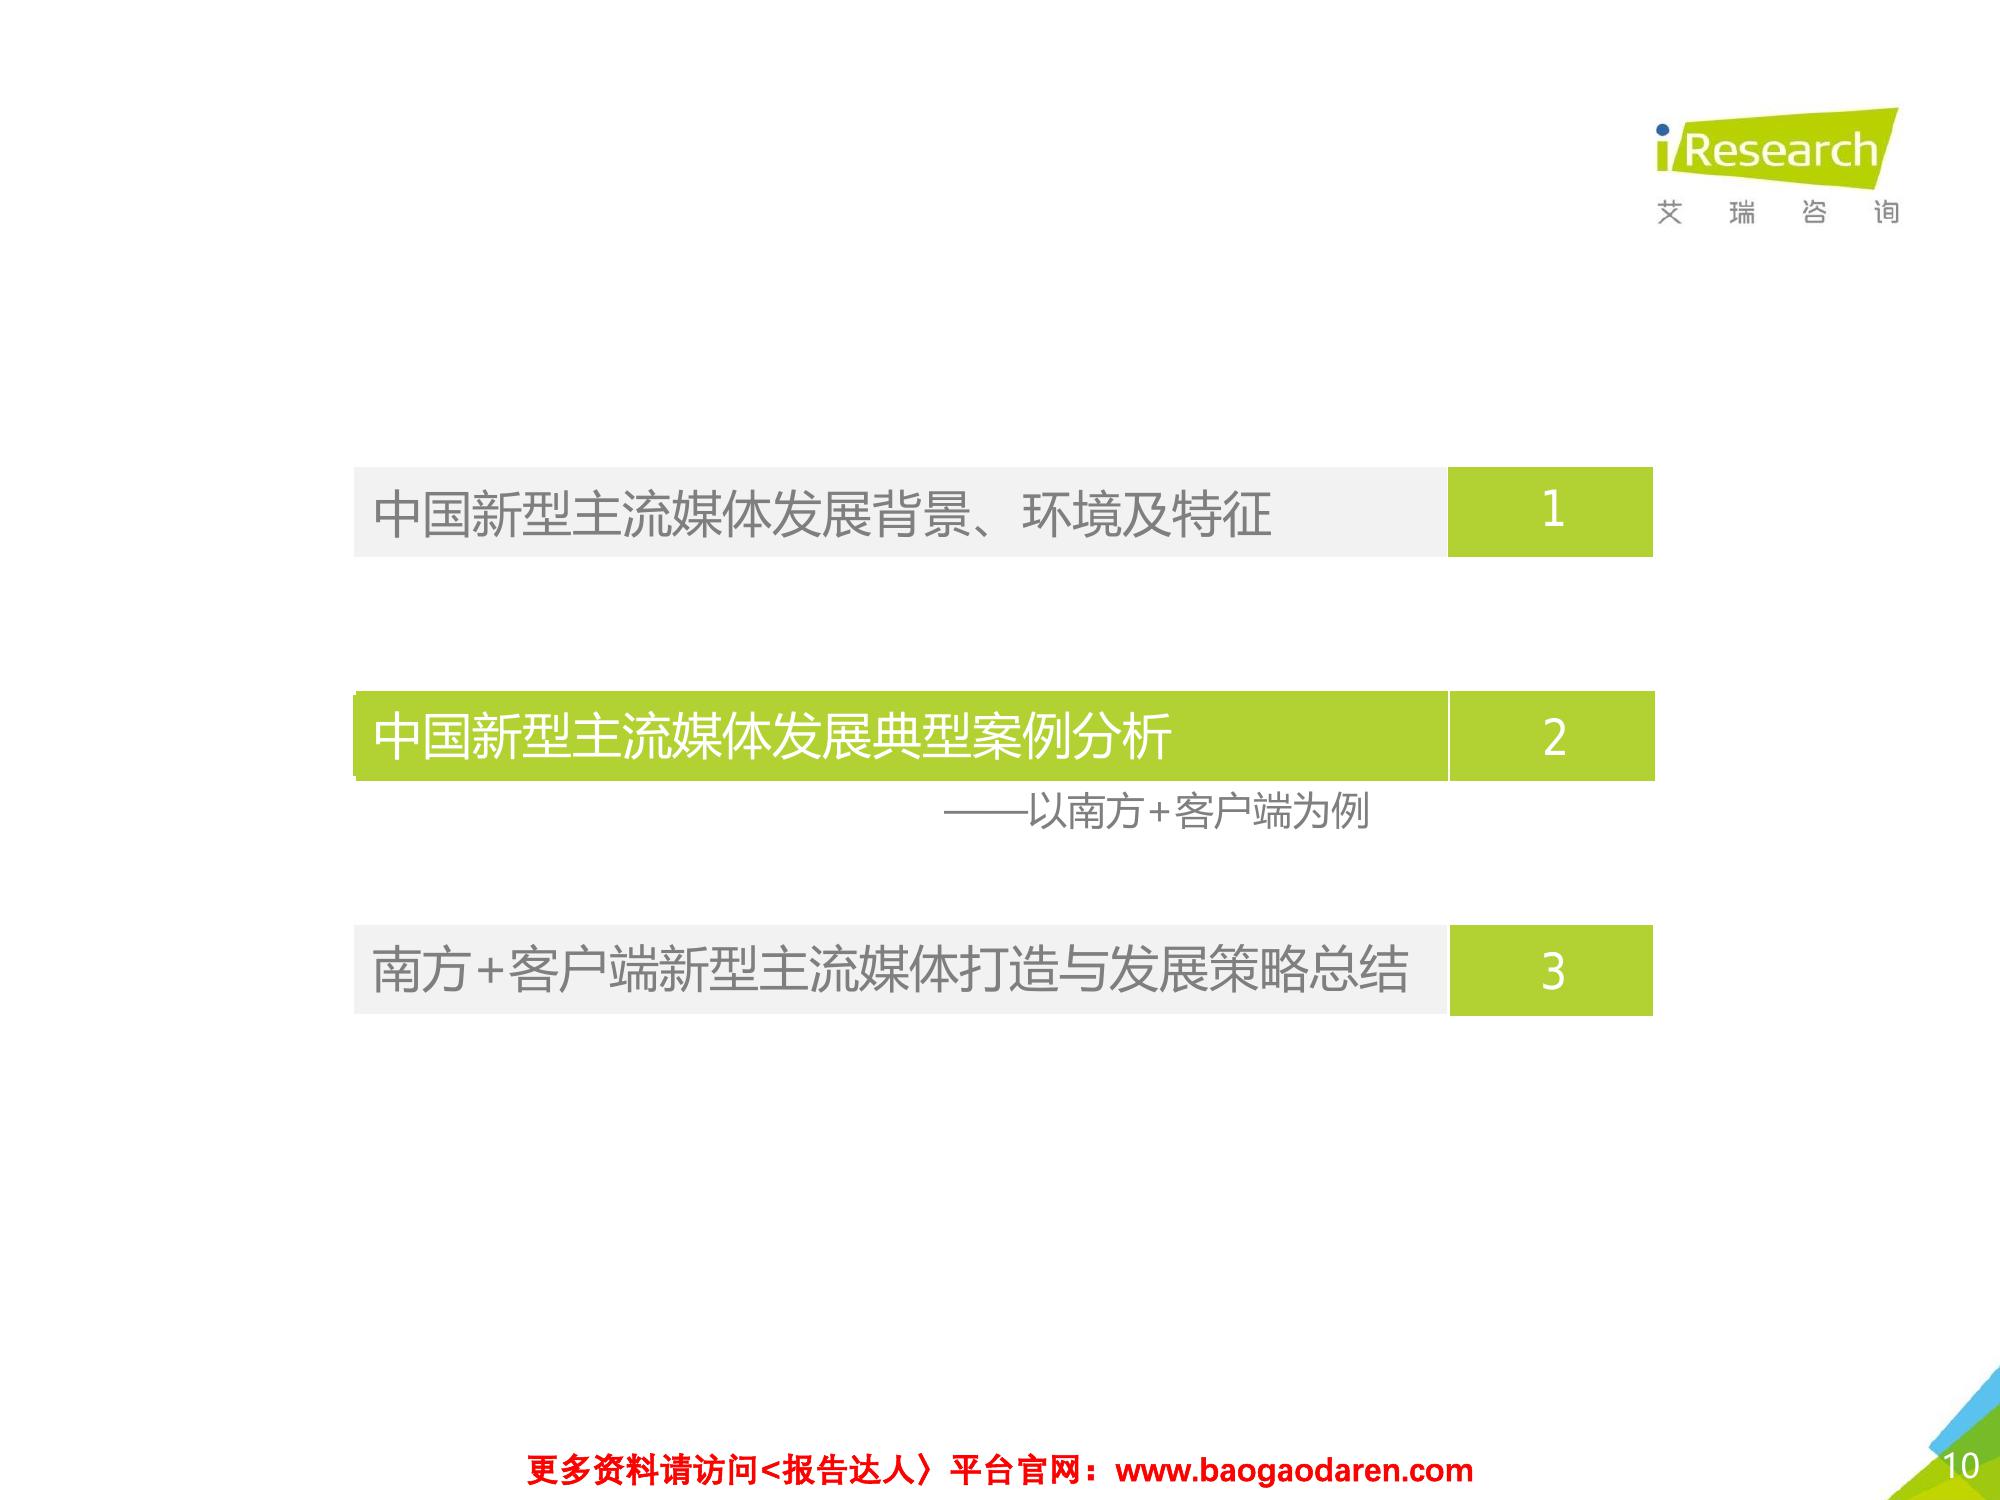 iResearch
艾瑞咨询
中国新型主流媒体发展背景、环境及特征 1
中国新型主流媒体发展典型案例分析 2
——以南方+客户端为例
南方+客户端新型主流媒体打造与发展策略总结 3
更多资料请访问<报告达人〉平台官网：www.baogaodaren.com
10